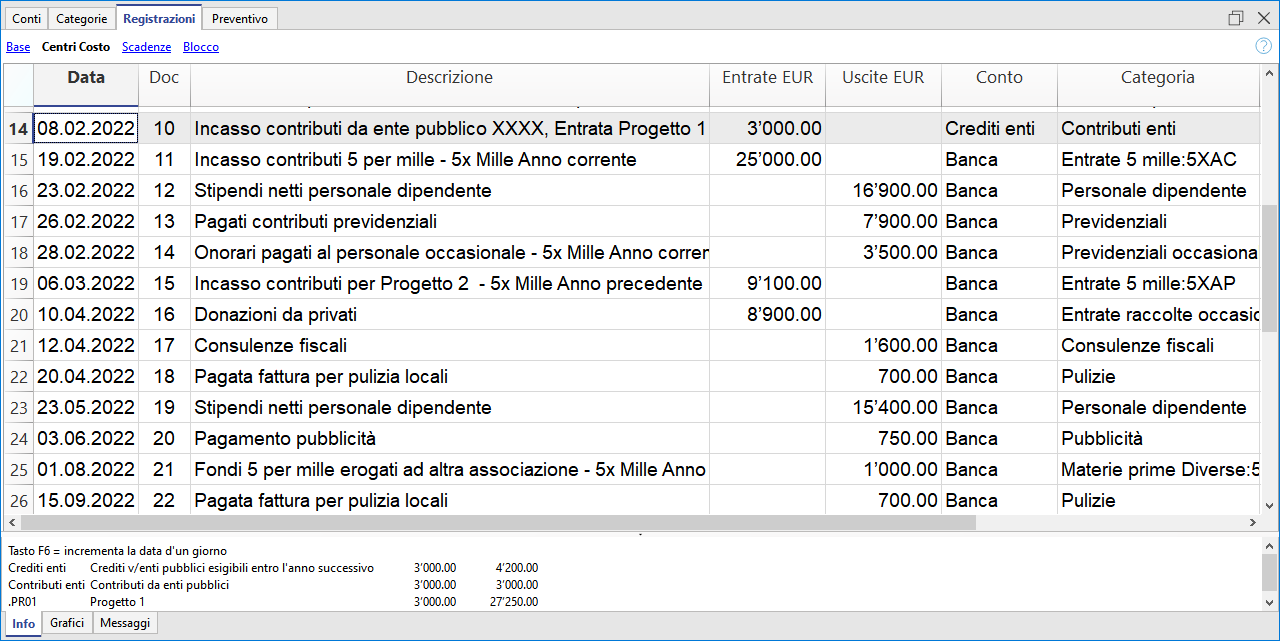 Conti Categorie Registrazioni Preventivo
Base Centri Costo Scadenze Blocco ?
Data Doc Descrizione Entrate EUR Uscite EUR Conto Categoria
14 08.02.2022 10 Incasso contributi da ente pubblico XXXX, Entrata Progetto 1 3’000.00 Crediti enti Contributi enti
15 19.02.2022 11 Incasso contributi 5 per mille - 5x Mille Anno corrente 25’000.00 Banca Entrate 5 mille:5XAC
16 23.02.2022 12 Stipendi netti personale dipendente 16’900.00 Banca Personale dipendente
17 26.02.2022 13 Pagati contributi previdenziali 7’900.00 Banca Previdenziali
18 28.02.2022 14 Onorari pagati al personale occasionale - 5x Mille Anno corren 3’500.00 Banca Previdenziali occasiona
19 06.03.2022 15 Incasso contributi per Progetto 2 - 5x Mille Anno precedente 9’100.00 Banca Entrate 5 mille:5XAP
20 10.04.2022 16 Donazioni da privati 8’900.00 Banca Entrate raccolte occasio
21 12.04.2022 17 Consulenze fiscali 1’600.00 Banca Consulenze fiscali
22 20.04.2022 18 Pagata fattura per pulizia locali 700.00 Banca Pulizie
23 23.05.2022 19 Stipendi netti personale dipendente 15’400.00 Banca Personale dipendente
24 03.06.2022 20 Pagamento pubblicità 750.00 Banca Pubblicità
25 01.08.2022 21 Fondi 5 per mille erogati ad altra associazione - 5x Mille Anno 1’000.00 Banca Materie prime Diverse:5
26 15.09.2022 22 Pagata fattura per pulizia locali 700.00 Banca Pulizie
Tasto F6 = incrementa la data d'un giorno
Crediti enti Crediti v/enti pubblici esigibili entro l'anno successivo 3’000.00 4’200.00
Contributi enti Contributi da enti pubblici 3’000.00 3’000.00
.PR01 Progetto 1 3’000.00 27’250.00
Info Grafici Messaggi